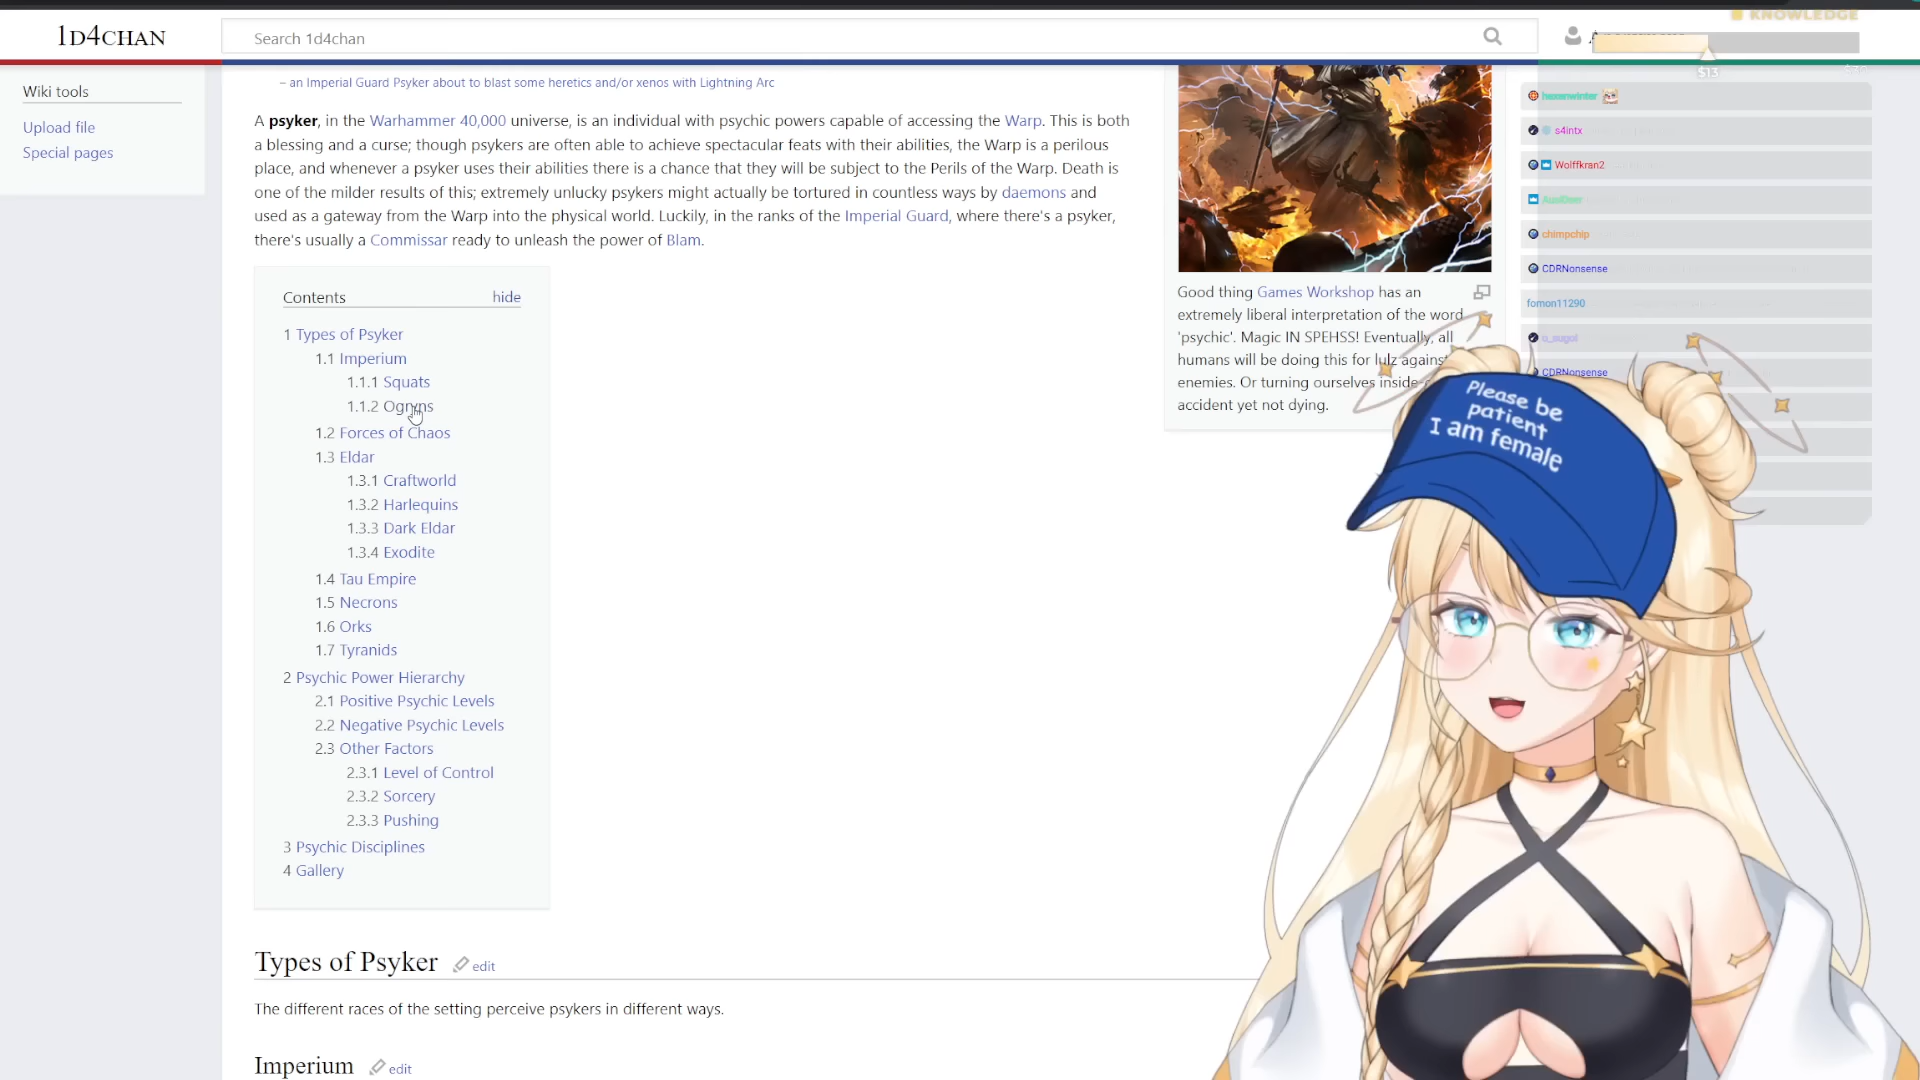 KNOWLEDGE
1D4CHAN
Search 1d4chan
$13
Wiki tools
Upload file
Special pages
– an Imperial Guard Psyker about to blast some heretics and/or xenos with Lightning Arc
A psyker, in the Warhammer 40,000 universe, is an individual with psychic powers capable of accessing the Warp. This is both
a blessing and a curse; though psykers are often able to achieve spectacular feats with their abilities, the Warp is a perilous
place, and whenever a psyker uses their abilities there is a chance that they will be subject to the Perils of the Warp. Death is
one of the milder results of this; extremely unlucky psykers might actually be tortured in countless ways by daemons and
used as a gateway from the Warp into the physical world. Luckily, in the ranks of the Imperial Guard, where there's a psyker,
there's usually a Commissar ready to unleash the power of Blam.
Contents hide
1 Types of Psyker
1.1 Imperium
1.1.1 Squats
1.1.2 Ogryns
1.2 Forces of Chaos
1.3 Eldar
1.3.1 Craftworld
1.3.2 Harlequins
1.3.3 Dark Eldar
1.3.4 Exodite
1.4 Tau Empire
1.5 Necrons
1.6 Orks
1.7 Tyranids
2 Psychic Power Hierarchy
2.1 Positive Psychic Levels
2.2 Negative Psychic Levels
2.3 Other Factors
2.3.1 Level of Control
2.3.2 Sorcery
2.3.3 Pushing
3 Psychic Disciplines
4 Gallery
Types of Psyker edit
The different races of the setting perceive psykers in different ways.
Imperium edit
Good thing Games Workshop has an
extremely liberal interpretation of the word
'psychic'. Magic IN SPEHSS! Eventually, all
humans will be doing this for lulz against
enemies. Or turning ourselves inside
accident yet not dying.
hexenwinter
s4intx
Wolffkran2
AusiDeer
chimpchip
CDRNonsense
fomon11290
o_sugoi
CDRNonsense
Please be
patient
I am female